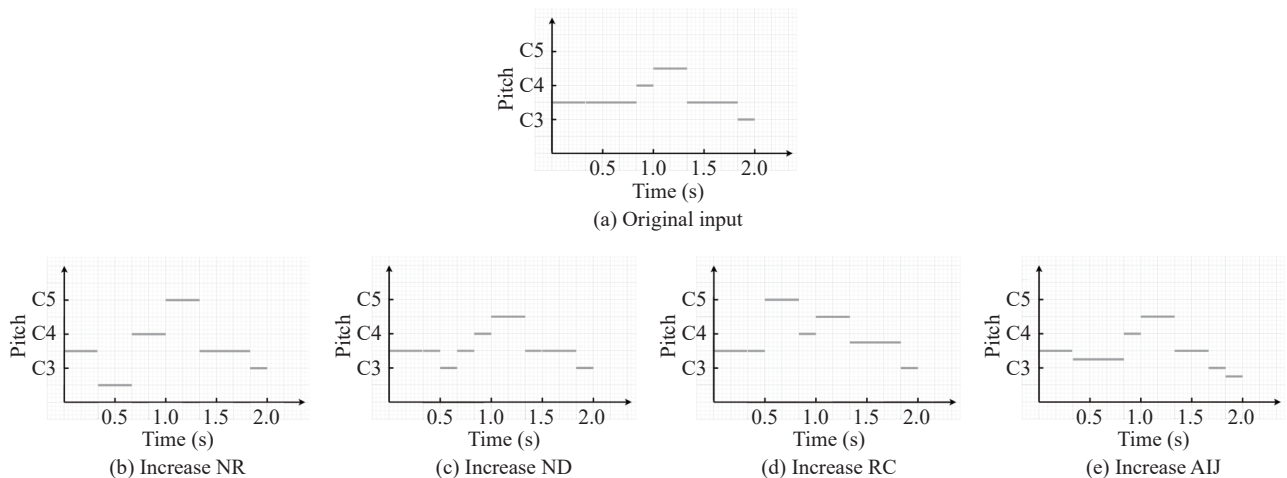 C5
C4
C3
Pitch
0.5 1.0 1.5 2.0
Time (s)
(a) Original input
C5
C4
C3
Pitch
0.5 1.0 1.5 2.0
Time (s)
(b) Increase NR
C5
C4
C3
Pitch
0.5 1.0 1.5 2.0
Time (s)
(c) Increase ND
C5
C4
C3
Pitch
0.5 1.0 1.5 2.0
Time (s)
(d) Increase RC
C5
C4
C3
Pitch
0.5 1.0 1.5 2.0
Time (s)
(e) Increase AIJ